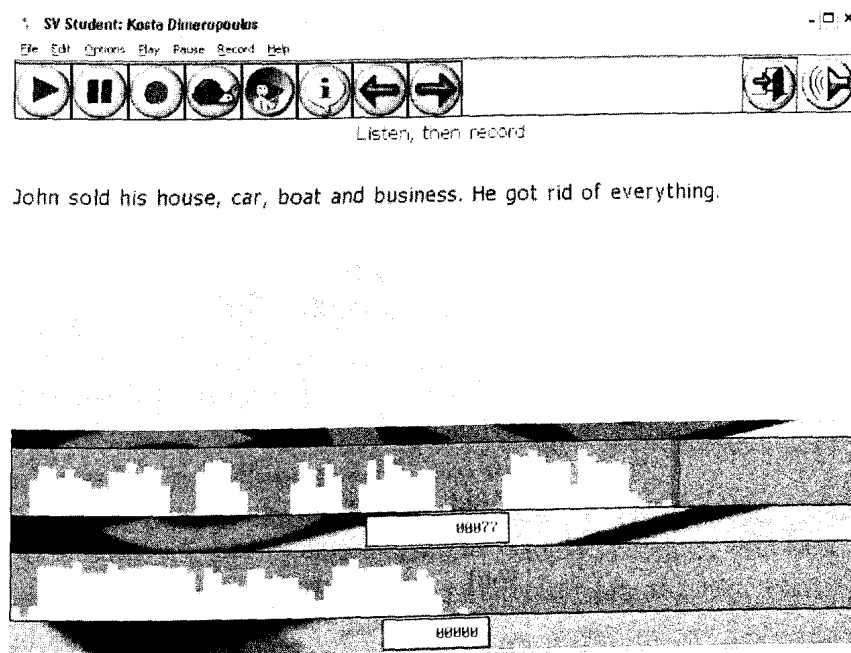 SV Student: Kosta Dimeropoulos
File Edit Options Play Pause Record Help
i
Listen, then record
John sold his house, car, boat and business. He got rid of everything.
00077
00000